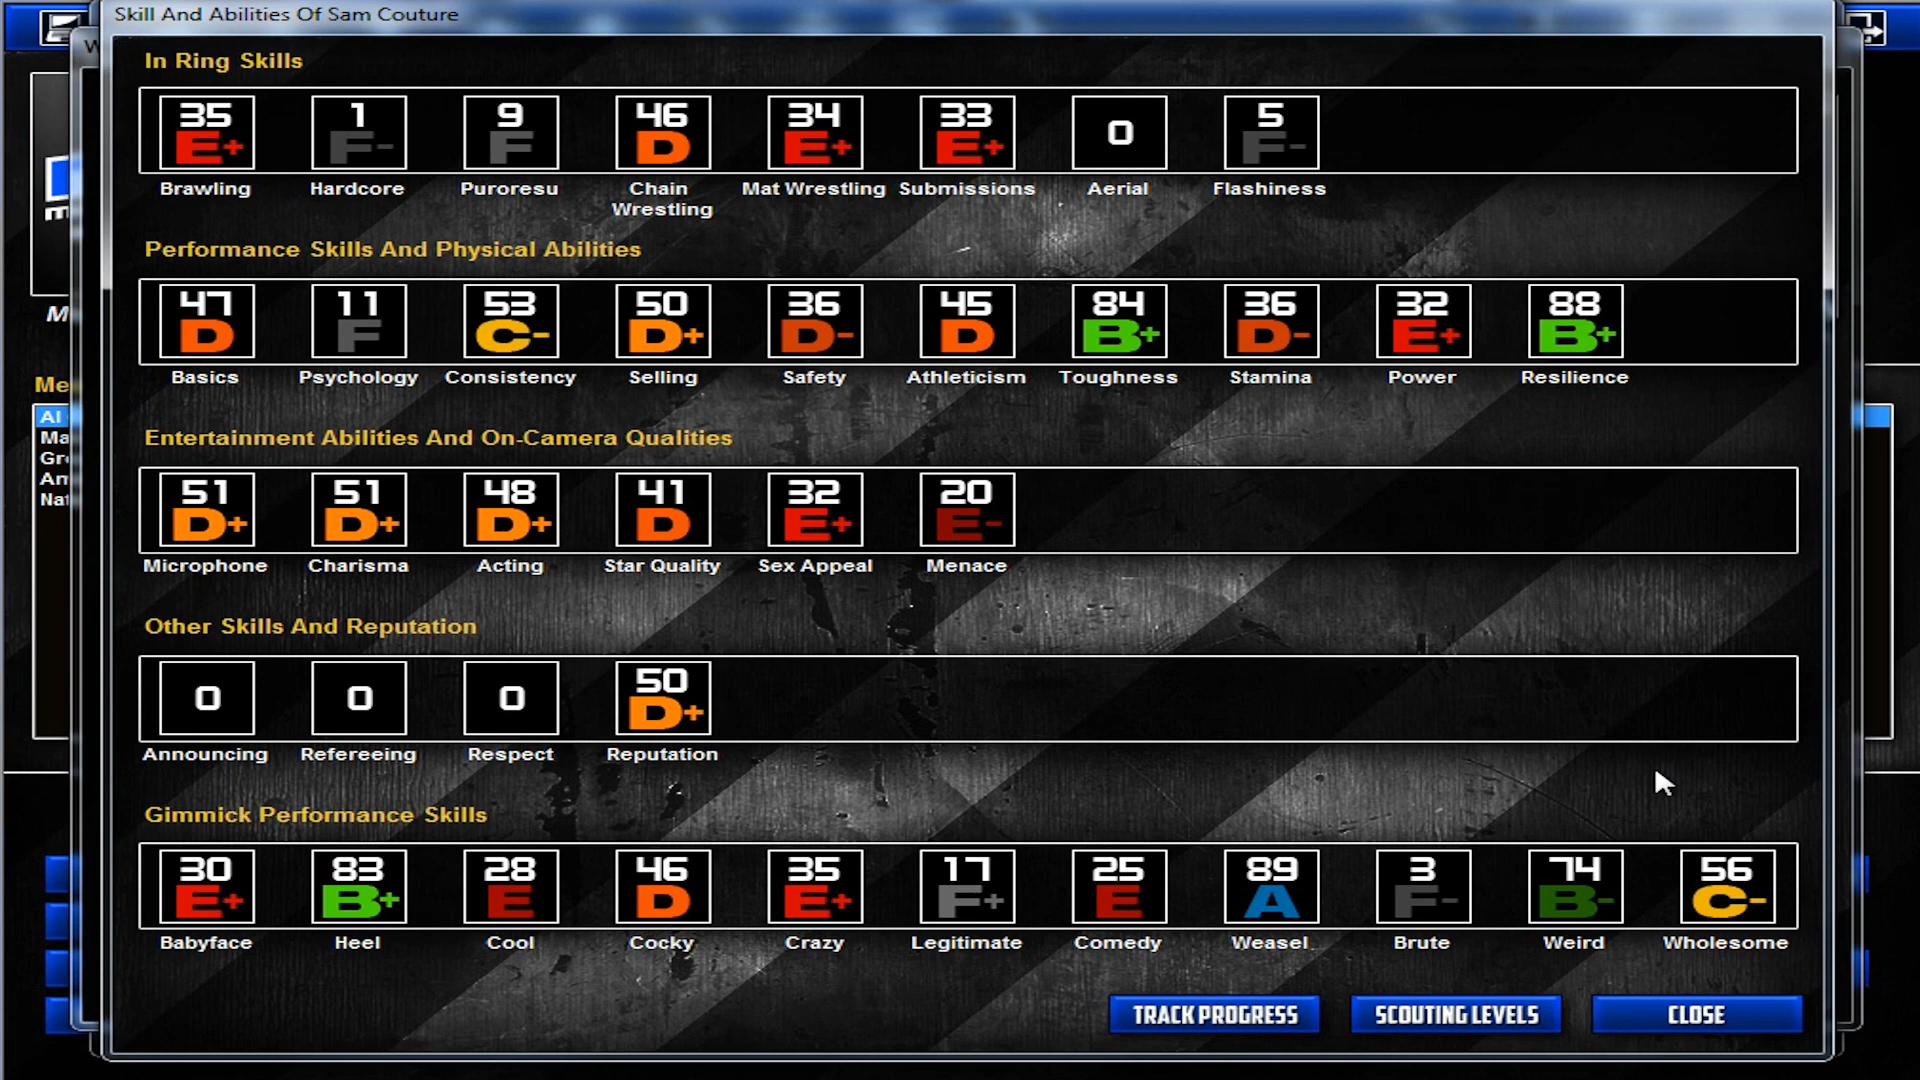 Skill And Abilities Of Sam Couture
In Ring Skills
35 1 9 46 34 33 0 5
E+ F- F D E+ E+ F-
Brawling Hardcore Puroresu Chain Wrestling Mat Wrestling Submissions Aerial Flashiness
Performance Skills And Physical Abilities
47 11 53 50 36 45 84 36 32 88
D F C- D+ D- D B+ D- E+ B+
Basics Psychology Consistency Selling Safety Athleticism Toughness Stamina Power Resilience
Entertainment Abilities And On-Camera Qualities
51 51 48 41 32 20
D+ D+ D+ D E+ E-
Microphone Charisma Acting Star Quality Sex Appeal Menace
Other Skills And Reputation
0 0 0 50
D+
Announcing Refereeing Respect Reputation
Gimmick Performance Skills
30 83 28 46 35 17 25 89 3 74 56
E+ B+ E D E+ F+ E A F- B- C-
Babyface Heel Cool Cocky Crazy Legitimate Comedy Weasel Brute Weird Wholesome
TRACK PROGRESS SCOUTING LEVELS CLOSE